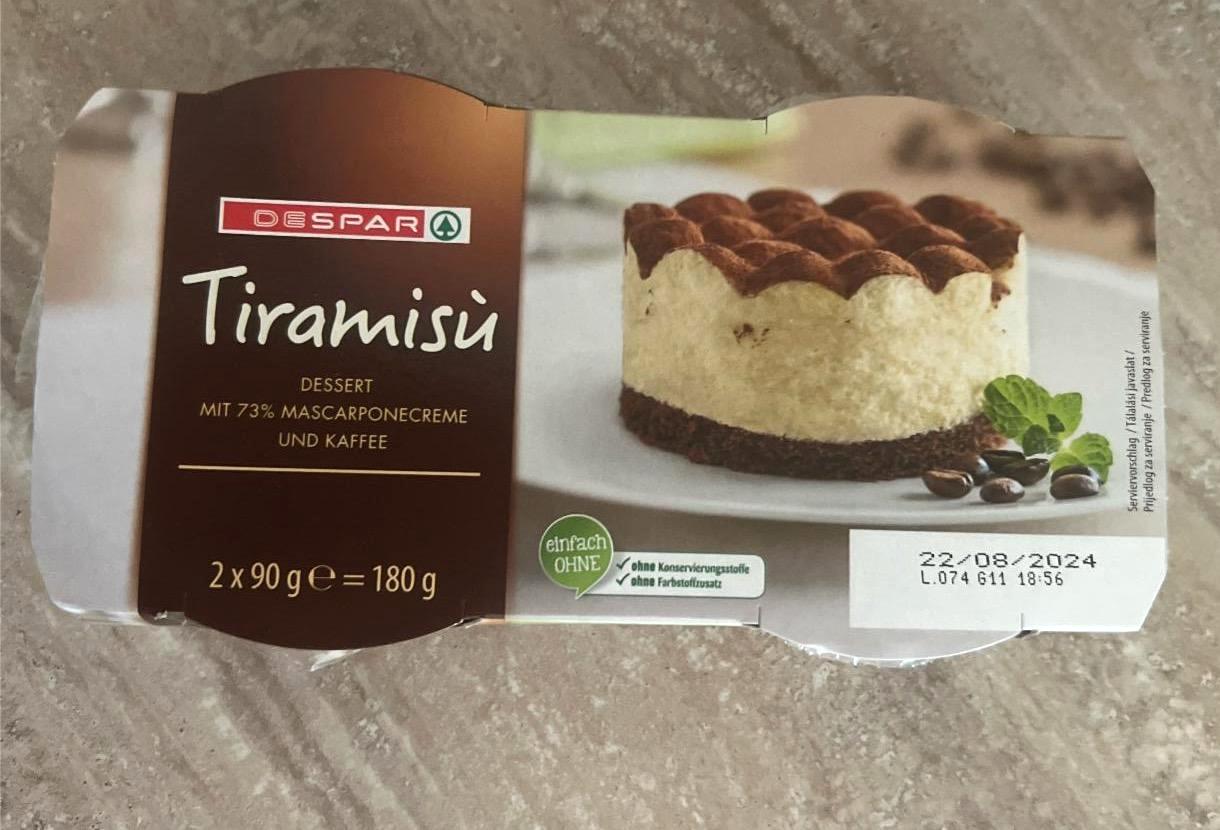 DESPAR
Tiramisù
DESSERT
MIT 73% MASCARPONECREME
UND KAFFEE
2 x 90 g ℮ = 180 g
einfach
OHNE
✓ ohne Konservierungsstoffe
✓ ohne Farbstoffzusatz
22/08/2024
L.074 G11 18:56
Serviervorschlag / Tálalási javaslat /
Prijedlog za serviranje / Predlog za serviranje